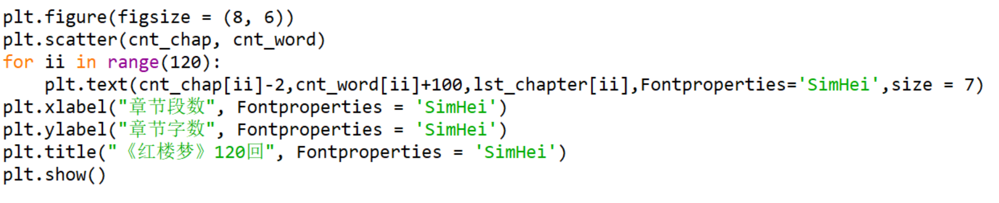 plt.figure(figsize = (8, 6))
plt.scatter(cnt_chap, cnt_word)
for ii in range(120):
    plt.text(cnt_chap[ii]-2,cnt_word[ii]+100,lst_chapter[ii],Fontproperties='SimHei',size = 7)
plt.xlabel("章节段数", Fontproperties = 'SimHei')
plt.ylabel("章节字数", Fontproperties = 'SimHei')
plt.title("《红楼梦》120回", Fontproperties = 'SimHei')
plt.show()